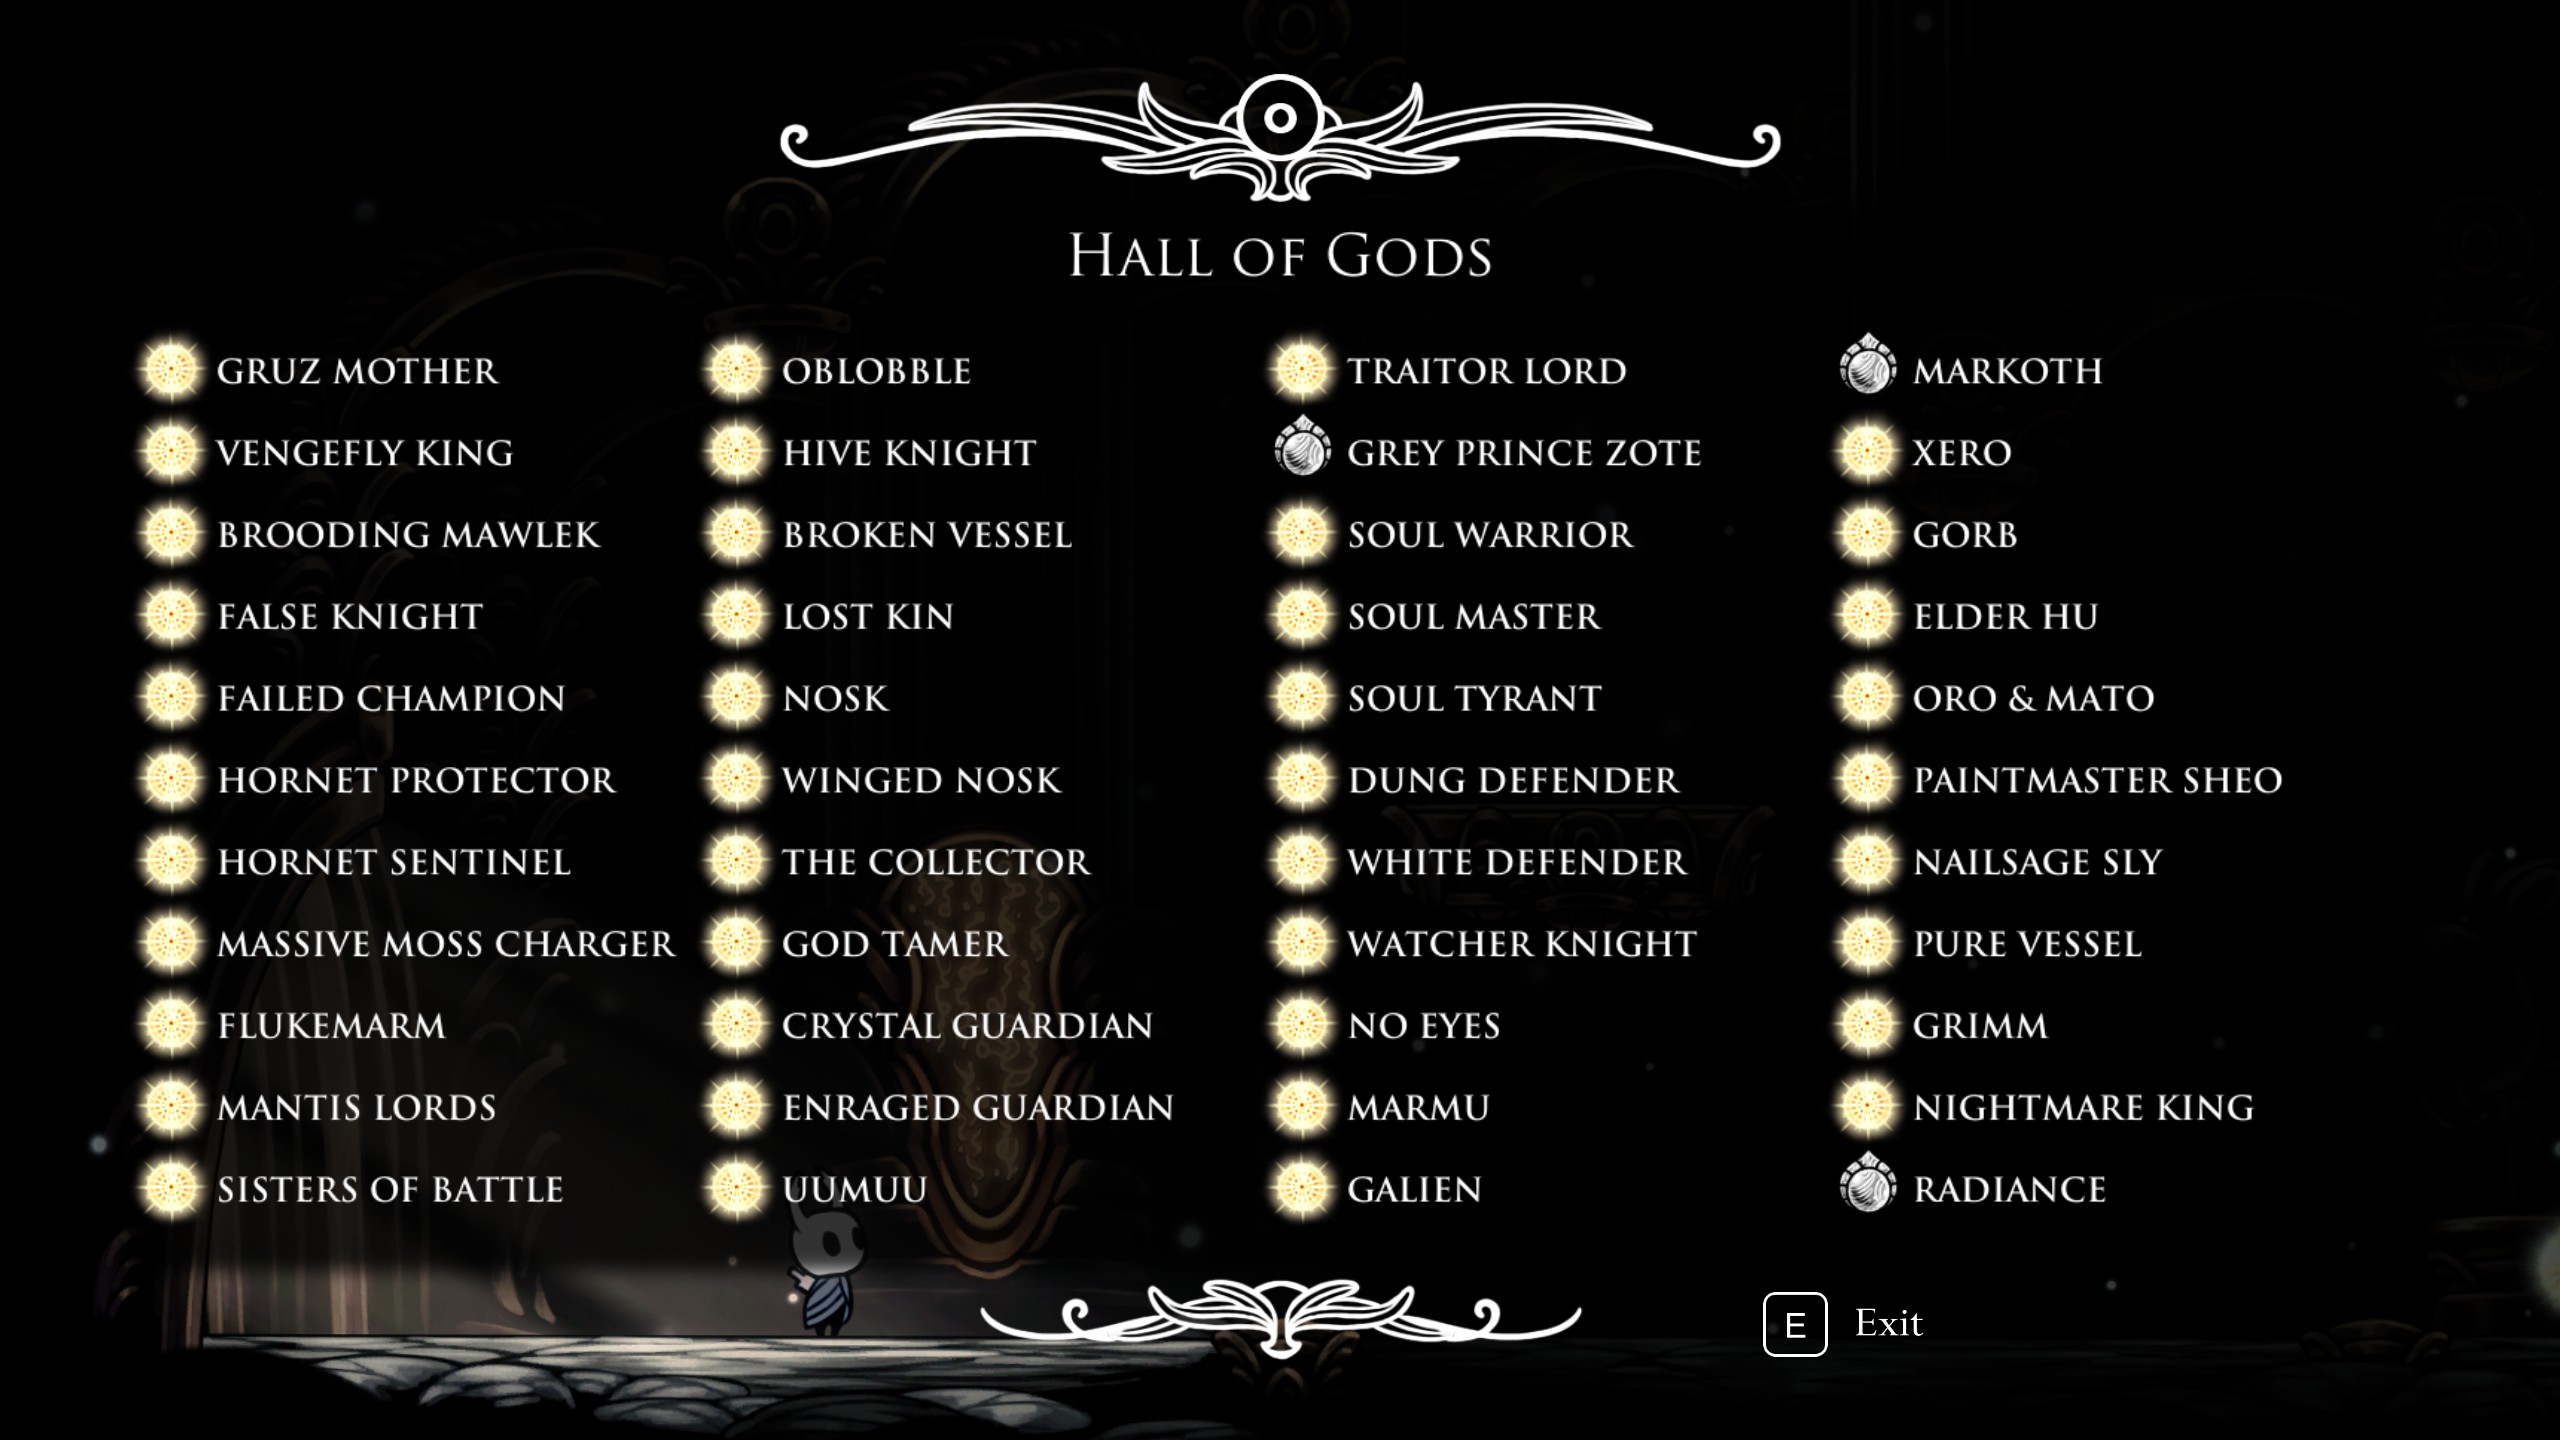 HALL OF GODS
GRUZ MOTHER
VENGEFLY KING
BROODING MAWLEK
FALSE KNIGHT
FAILED CHAMPION
HORNET PROTECTOR
HORNET SENTINEL
MASSIVE MOSS CHARGER
FLUKEMARM
MANTIS LORDS
SISTERS OF BATTLE
OBLOBBLE
HIVE KNIGHT
BROKEN VESSEL
LOST KIN
NOSK
WINGED NOSK
THE COLLECTOR
GOD TAMER
CRYSTAL GUARDIAN
ENRAGED GUARDIAN
UUMUU
TRAITOR LORD
GREY PRINCE ZOTE
SOUL WARRIOR
SOUL MASTER
SOUL TYRANT
DUNG DEFENDER
WHITE DEFENDER
WATCHER KNIGHT
NO EYES
MARMU
GALIEN
MARKOTH
XERO
GORB
ELDER HU
ORO & MATO
PAINTMASTER SHEO
NAILSAGE SLY
PURE VESSEL
GRIMM
NIGHTMARE KING
RADIANCE
E Exit